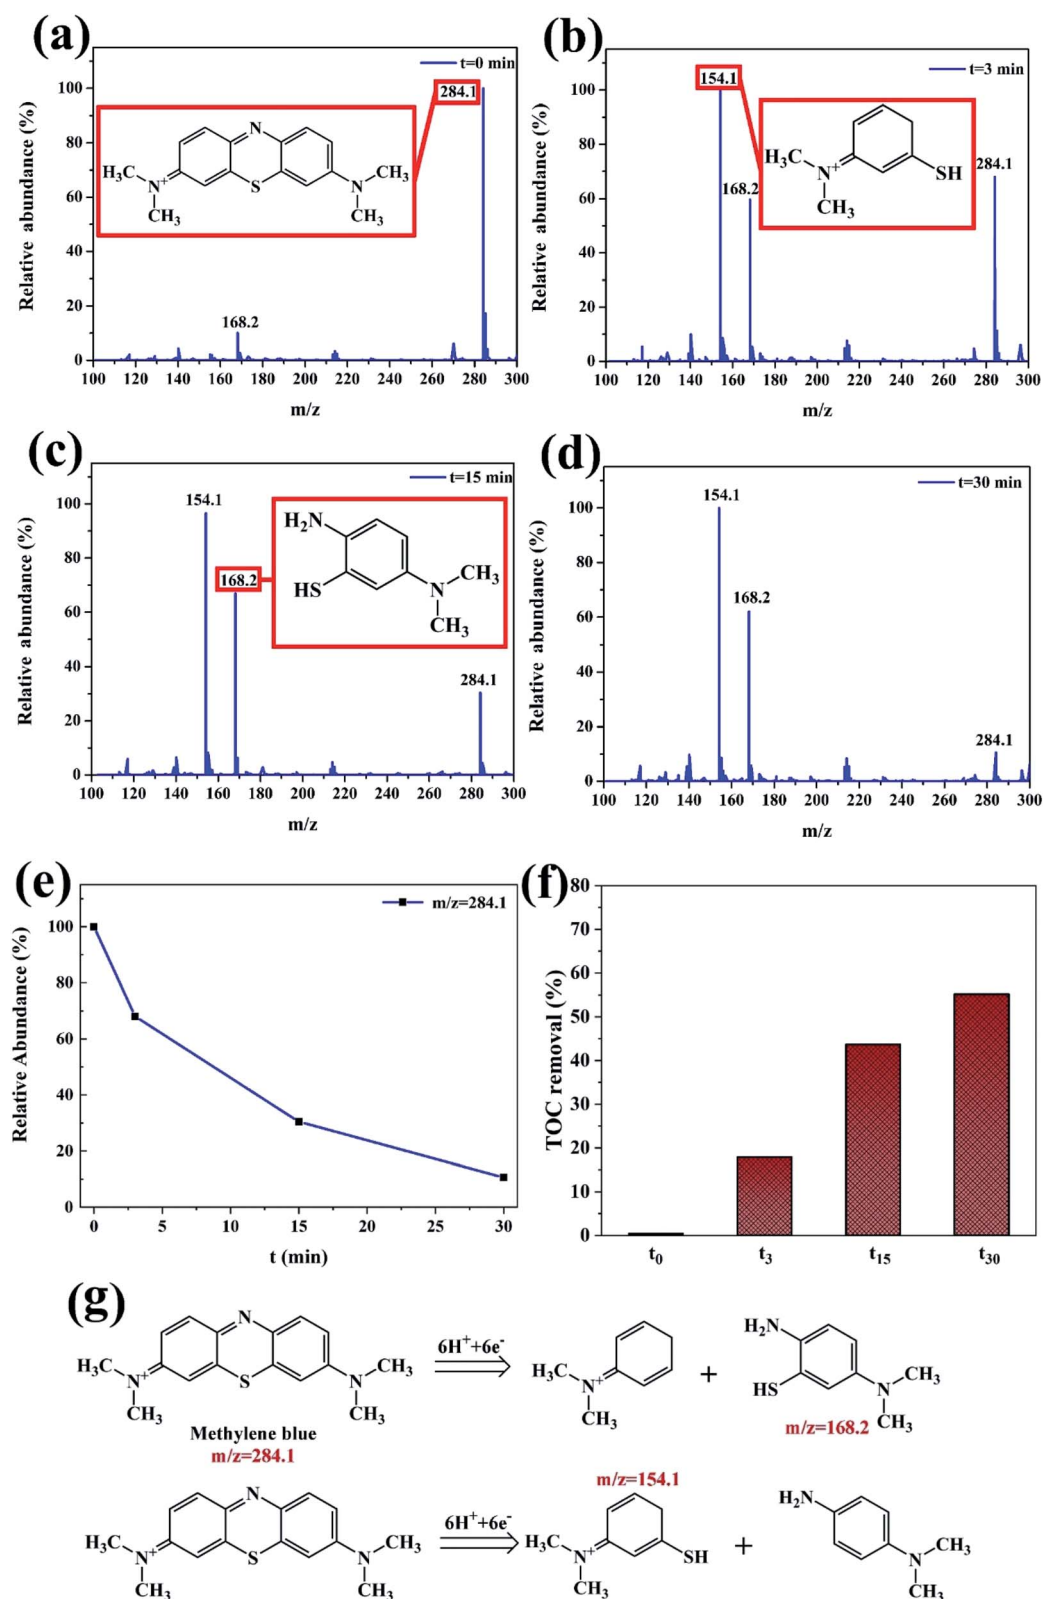 (a)
t=0 min
284.1
168.2
N
H₃C
N⁺
CH₃
S
N
CH₃
CH₃
Relative abundance (%)
100
80
60
40
20
0
100 120 140 160 180 200 220 240 260 280 300
m/z
(b)
t=3 min
154.1
168.2
284.1
H₃C
N⁺
CH₃
SH
Relative abundance (%)
100
80
60
40
20
0
100 120 140 160 180 200 220 240 260 280 300
m/z
(c)
t=15 min
154.1
168.2
284.1
H₂N
HS
N
CH₃
CH₃
Relative abundance (%)
100
80
60
40
20
0
100 120 140 160 180 200 220 240 260 280 300
m/z
(d)
t=30 min
154.1
168.2
284.1
Relative abundance (%)
100
80
60
40
20
0
100 120 140 160 180 200 220 240 260 280 300
m/z
(e)
m/z=284.1
Relative Abundance (%)
100
80
60
40
20
0
0 5 10 15 20 25 30
t (min)
(f)
TOC removal (%)
80
70
60
50
40
30
20
10
0
t₀ t₃ t₁₅ t₃₀
(g)
N
H₃C
N⁺
CH₃
S
N
CH₃
CH₃
Methylene blue
m/z=284.1
6H⁺+6e⁻
H₃C
N⁺
CH₃
+
H₂N
HS
N
CH₃
CH₃
m/z=168.2
N
H₃C
N⁺
CH₃
S
N
CH₃
CH₃
6H⁺+6e⁻
m/z=154.1
H₃C
N⁺
CH₃
SH
+
H₂N
N
CH₃
CH₃